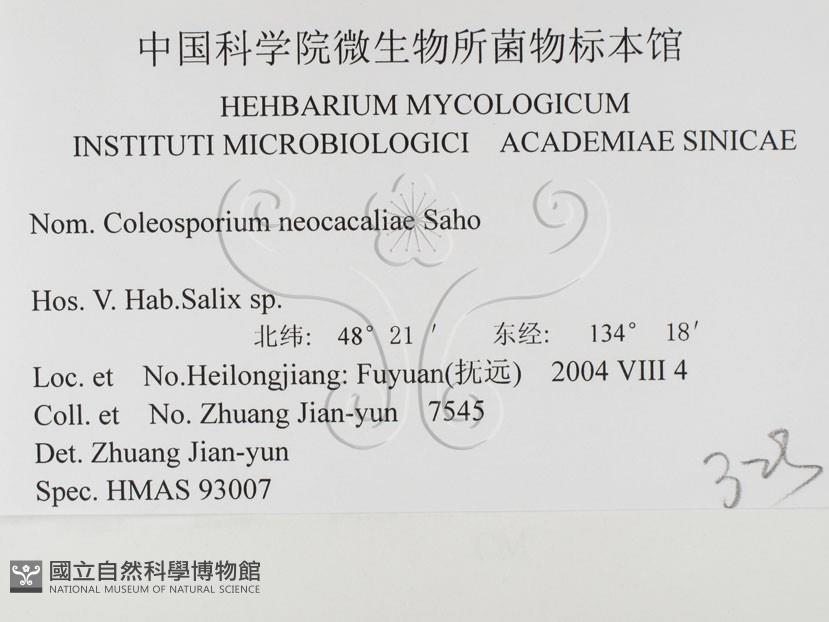 中国科学院微生物所菌物标本馆
HEHBARIUM MYCOLOGICUM
INSTITUTI MICROBIOLOGICI ACADEMIAE SINICAE
Nom. Coleosporium neocacaliae Saho
Hos. V. Hab.Salix sp.
北纬: 48° 21 ′ 东经: 134° 18′
Loc. et No.Heilongjiang: Fuyuan(抚远) 2004 VIII 4
Coll. et No. Zhuang Jian-yun 7545
Det. Zhuang Jian-yun
Spec. HMAS 93007
國立自然科學博物館
NATIONAL MUSEUM OF NATURAL SCIENCE